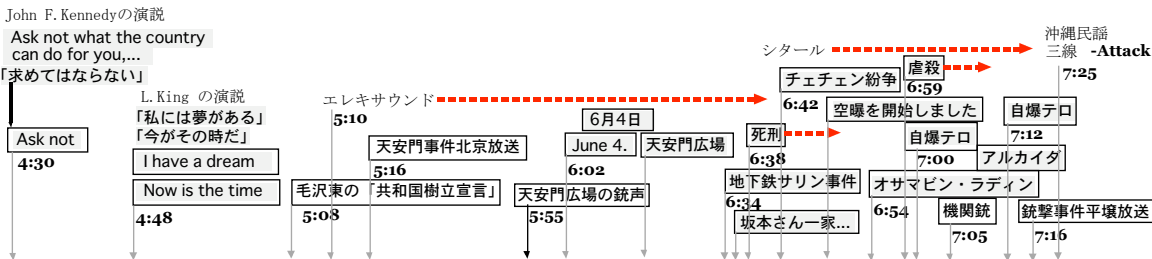 John F.Kennedyの演説
Ask not what the country
can do for you,...
「求めてはならない」
Ask not
4:30
L.King の演説
「私には夢がある」
「今がその時だ」
I have a dream
Now is the time
4:48
エレキサウンド
5:10
天安門事件北京放送
5:16
毛沢東の「共和国樹立宣言」
5:08
6月4日
June 4.
6:02
天安門広場
天安門広場の銃声
5:55
シタール
死刑
6:38
地下鉄サリン事件
6:34
坂本さん一家...
チェチェン紛争
6:42
虐殺
6:59
空曝を開始しました
自爆テロ
7:00
オサマビン・ラディン
6:54
機関銃
7:05
沖縄民謡
三線 -Attack
7:25
自爆テロ
7:12
アルカイダ
銃撃事件平壌放送
7:16